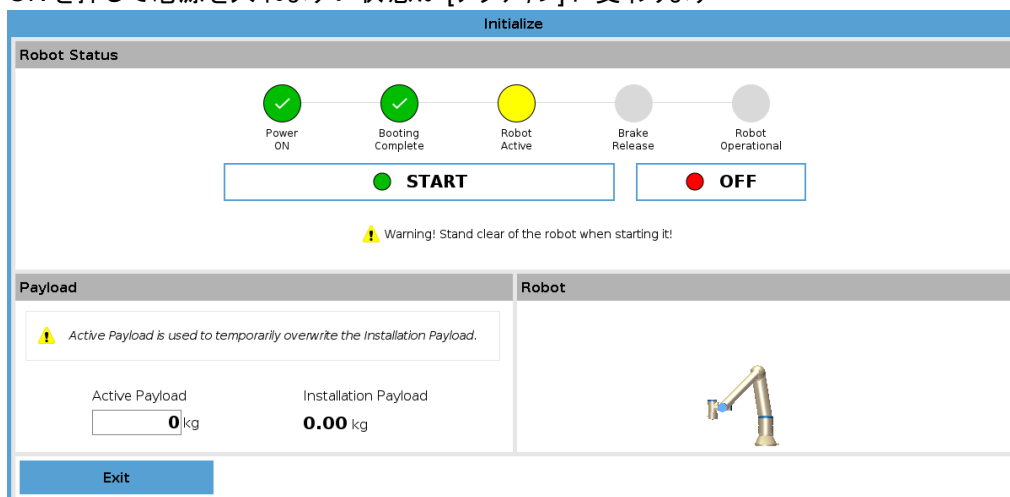 Initialize
Robot Status
Power
ON
Booting
Complete
Robot
Active
Brake
Release
Robot
Operational
START
OFF
Warning! Stand clear of the robot when starting it!
Payload
Robot
Active Payload is used to temporarily overwrite the Installation Payload.
Active Payload
Installation Payload
0 kg
0.00 kg
Exit